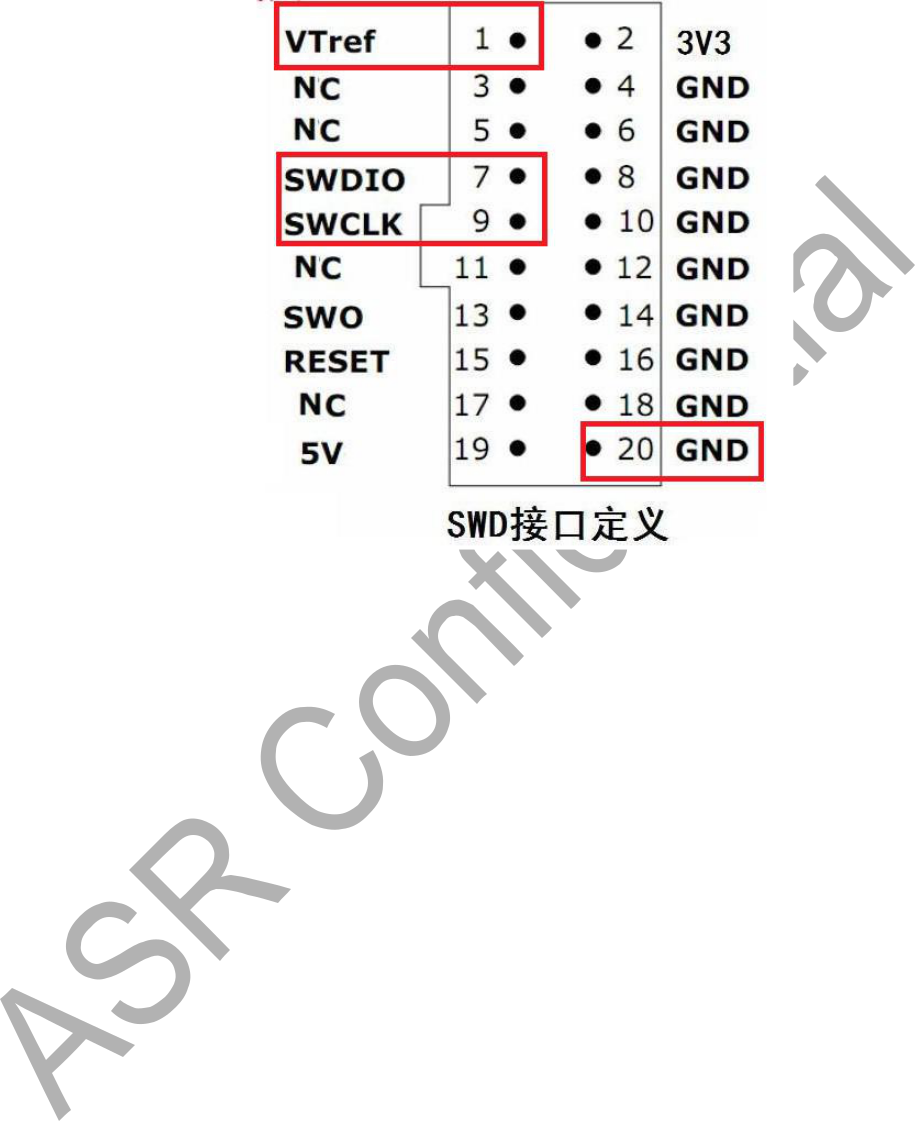 VTref 1 2 3V3
NC 3 4 GND
NC 5 6 GND
SWDIO 7 8 GND
SWCLK 9 10 GND
NC 11 12 GND
SWO 13 14 GND
RESET 15 16 GND
NC 17 18 GND
5V 19 20 GND
SWD接口定义
ASR Confi al